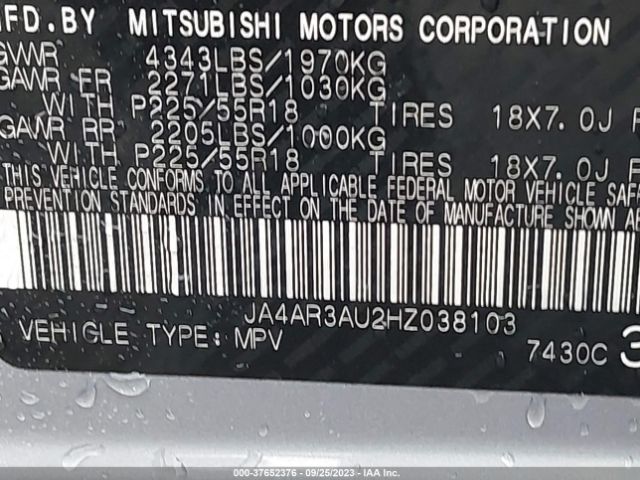 MFD.BY MITSUBISHI MOTORS CORPORATION
GVWR 4343LBS/1970KG
GAWR FR 2271LBS/1030KG
WITH P225/55R18 TIRES 18X7.0J
GAWR RR 2205LBS/1000KG
WITH P225/55R18 TIRES 18X7.0J
THIS VEHICLE CONFORMS TO ALL APPLICABLE FEDERAL MOTOR VEHICLE
PREVENTION STANDARDS IN EFFECT ON THE DATE OF MANUFACTURE SHOWN
JA4AR3AU2HZ038103
VEHICLE TYPE: MPV 7430C
000-37652376 - 09/25/2023 - IAAI.COM